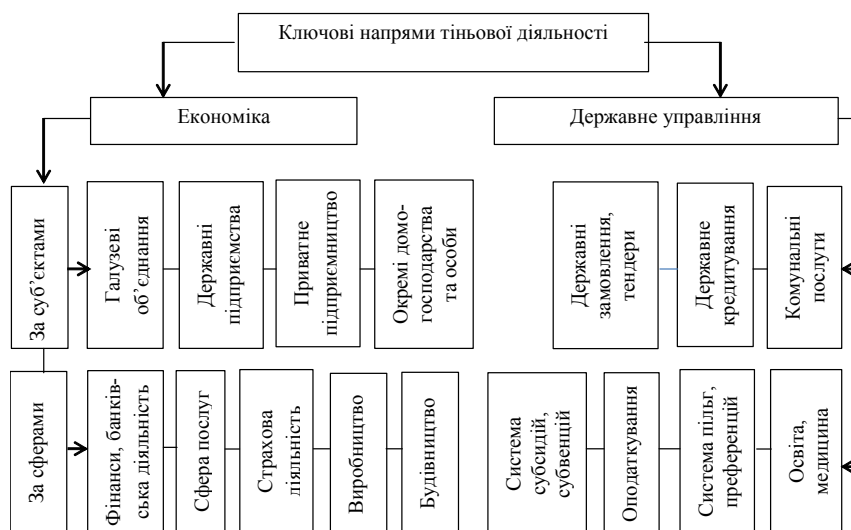 Ключові напрями тіньової діяльності
Економіка
Державне управління
За суб’єктами
Галузеві
об’єднання
Державні
підприємства
Приватне
підприємництво
Окремі домо-
господарства
та особи
Державні
замовлення,
тендери
Державне
кредитування
Комунальні
послуги
За сферами
Фінанси, банків-
ська діяльність
Сфера послуг
Страхова
діяльність
Виробництво
Будівництво
Система
субсидій,
субвенцій
Оподаткування
Система пільг,
преференцій
Освіта,
медицина